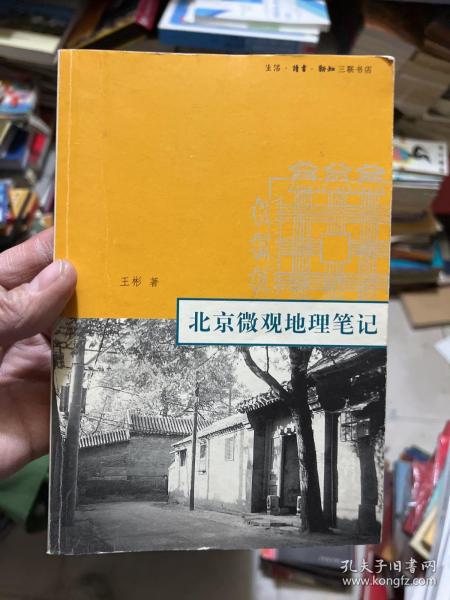 生活·讀書·新知三联书店
王彬 著
北京微观地理笔记
孔夫子旧书网
www.kongfz.com